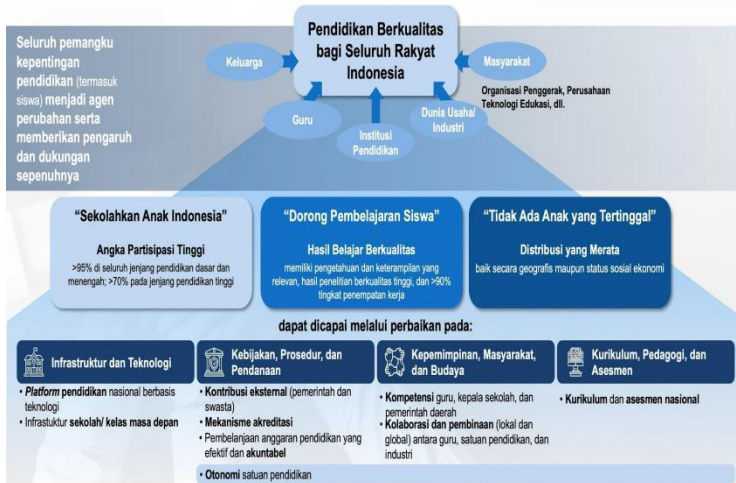 Pendidikan Berkualitas
bagi Seluruh Rakyat
Indonesia
Seluruh pemangku
kepentingan
pendidikan (termasuk
siswa) menjadi agen
perubahan serta
memberikan pengaruh
dan dukungan
sepenuhnya
Keluarga
Guru
Institusi
Pendidikan
Dunia Usaha/
Industri
Masyarakat
Organisasi Penggerak, Perusahaan
Teknologi Edukasi, dll.
“Sekolahkan Anak Indonesia”
Angka Partisipasi Tinggi
>95% di seluruh jenjang pendidikan dasar dan
menengah; >70% pada jenjang pendidikan tinggi
“Dorong Pembelajaran Siswa”
Hasil Belajar Berkualitas
memiliki pengetahuan dan keterampilan yang
relevan, hasil penelitian berkualitas tinggi, dan >90%
tingkat penempatan kerja
“Tidak Ada Anak yang Tertinggal”
Distribusi yang Merata
baik secara geografis maupun status sosial ekonomi
dapat dicapai melalui perbaikan pada:
Infrastruktur dan Teknologi
• Platform pendidikan nasional berbasis
teknologi
• Infrastuktur sekolah/ kelas masa depan
Kebijakan, Prosedur, dan
Pendanaan
• Kontribusi eksternal (pemerintah dan
swasta)
• Mekanisme akreditasi
• Pembelanjaan anggaran pendidikan yang
efektif dan akuntabel
Kepemimpinan, Masyarakat,
dan Budaya
• Kompetensi guru, kepala sekolah, dan
pemerintah daerah
• Kolaborasi dan pembinaan (lokal dan
global) antara guru, satuan pendidikan, dan
industri
Kurikulum, Pedagogi, dan
Asesmen
• Kurikulum dan asesmen nasional
• Otonomi satuan pendidikan